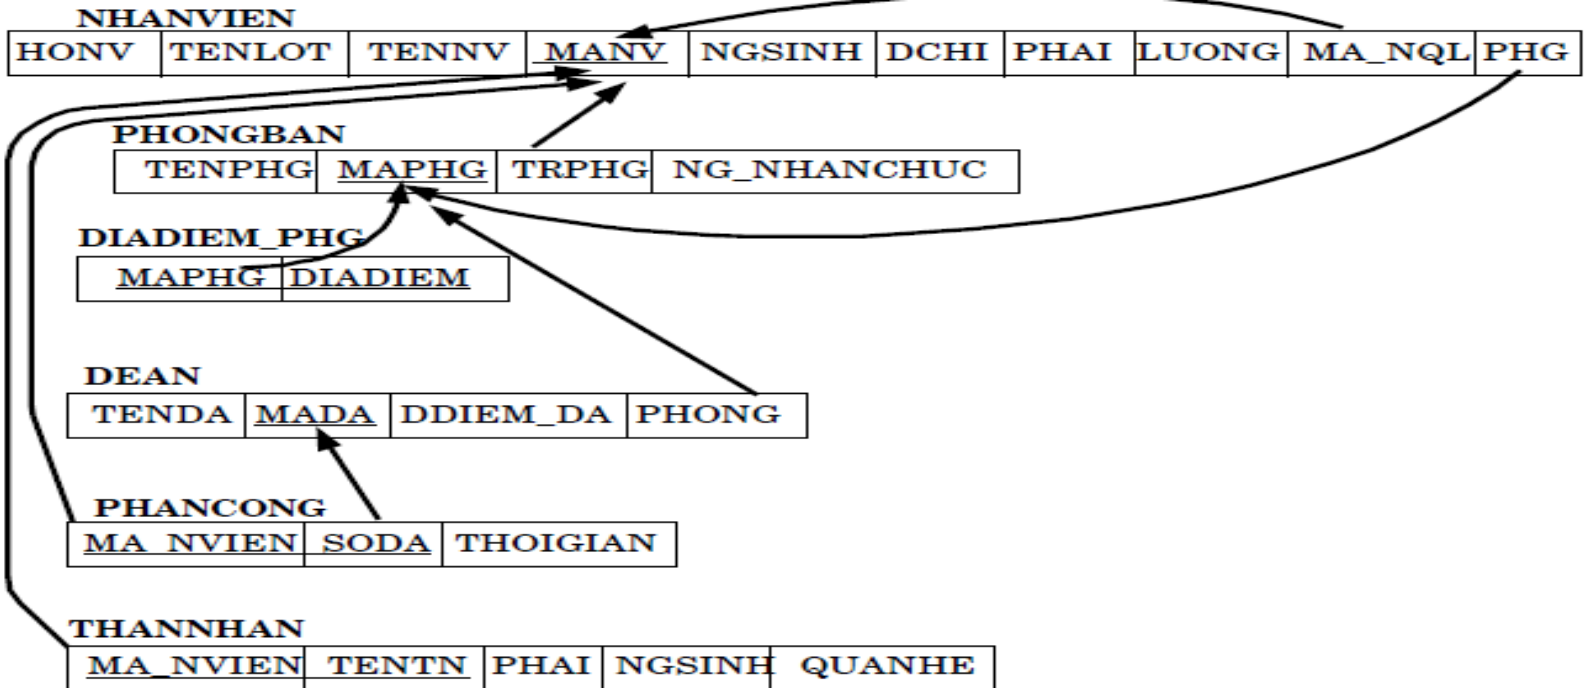 NHANVIEN
HONV TENLOT TENNV MANV NGSINH DCHI PHAI LUONG MA_NQL PHG
PHONGBAN
TENPHG MAPHG TRPHG NG_NHANCHUC
DIADIEM_PHG
MAPHG DIADIEM
DEAN
TENDA MADA DDIEM_DA PHONG
PHANCONG
MA_NVIEN SODA THOIGIAN
THANNHAN
MA_NVIEN TENTN PHAI NGSINH QUANHE